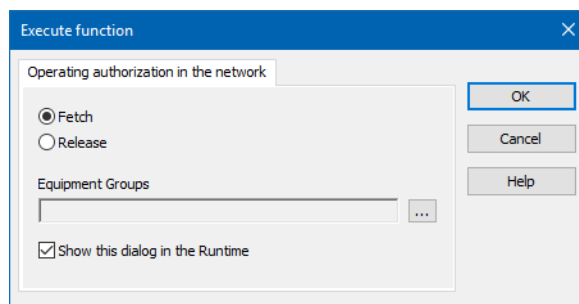 Execute function
Operating authorization in the network
Fetch
Release
Equipment Groups
...
Show this dialog in the Runtime
OK
Cancel
Help